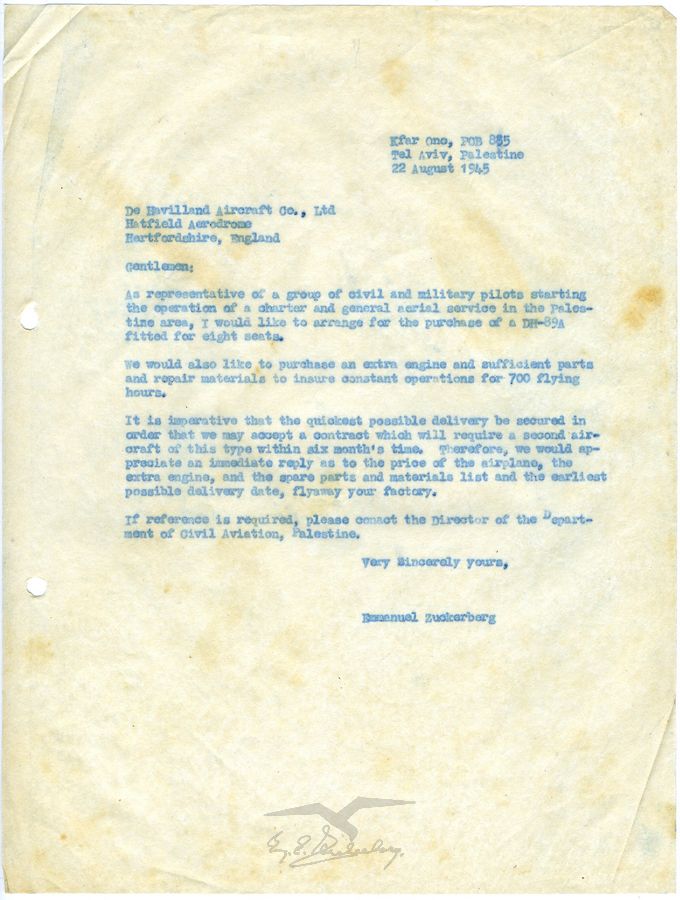 Kfar Ono, POB 835
Tel Aviv, Palestine
22 August 1945
De Havilland Aircraft Co., Ltd
Hatfield Aerodrome
Hertfordshire, England
Gentlemen:
As representative of a group of civil and military pilots starting
the operation of a charter and general aerial service in the Pales-
tine area, I would like to arrange for the purchase of a DH-89A
fitted for eight seats.
We would also like to purchase an extra engine and sufficient parts
and repair materials to insure constant operations for 700 flying
hours.
It is imperative that the quickest possible delivery be secured in
order that we may accept a contract which will require a second air-
craft of this type within six month's time. Therefore, we would ap-
preciate an immediate reply as to the price of the airplane, the
extra engine, and the spare parts and materials list and the earliest
possible delivery date, flyaway your factory.
If reference is required, please conact the Director of the Depart-
ment of Civil Aviation, Palestine.
Very Sincerely yours,
Emmanuel Zuckerberg